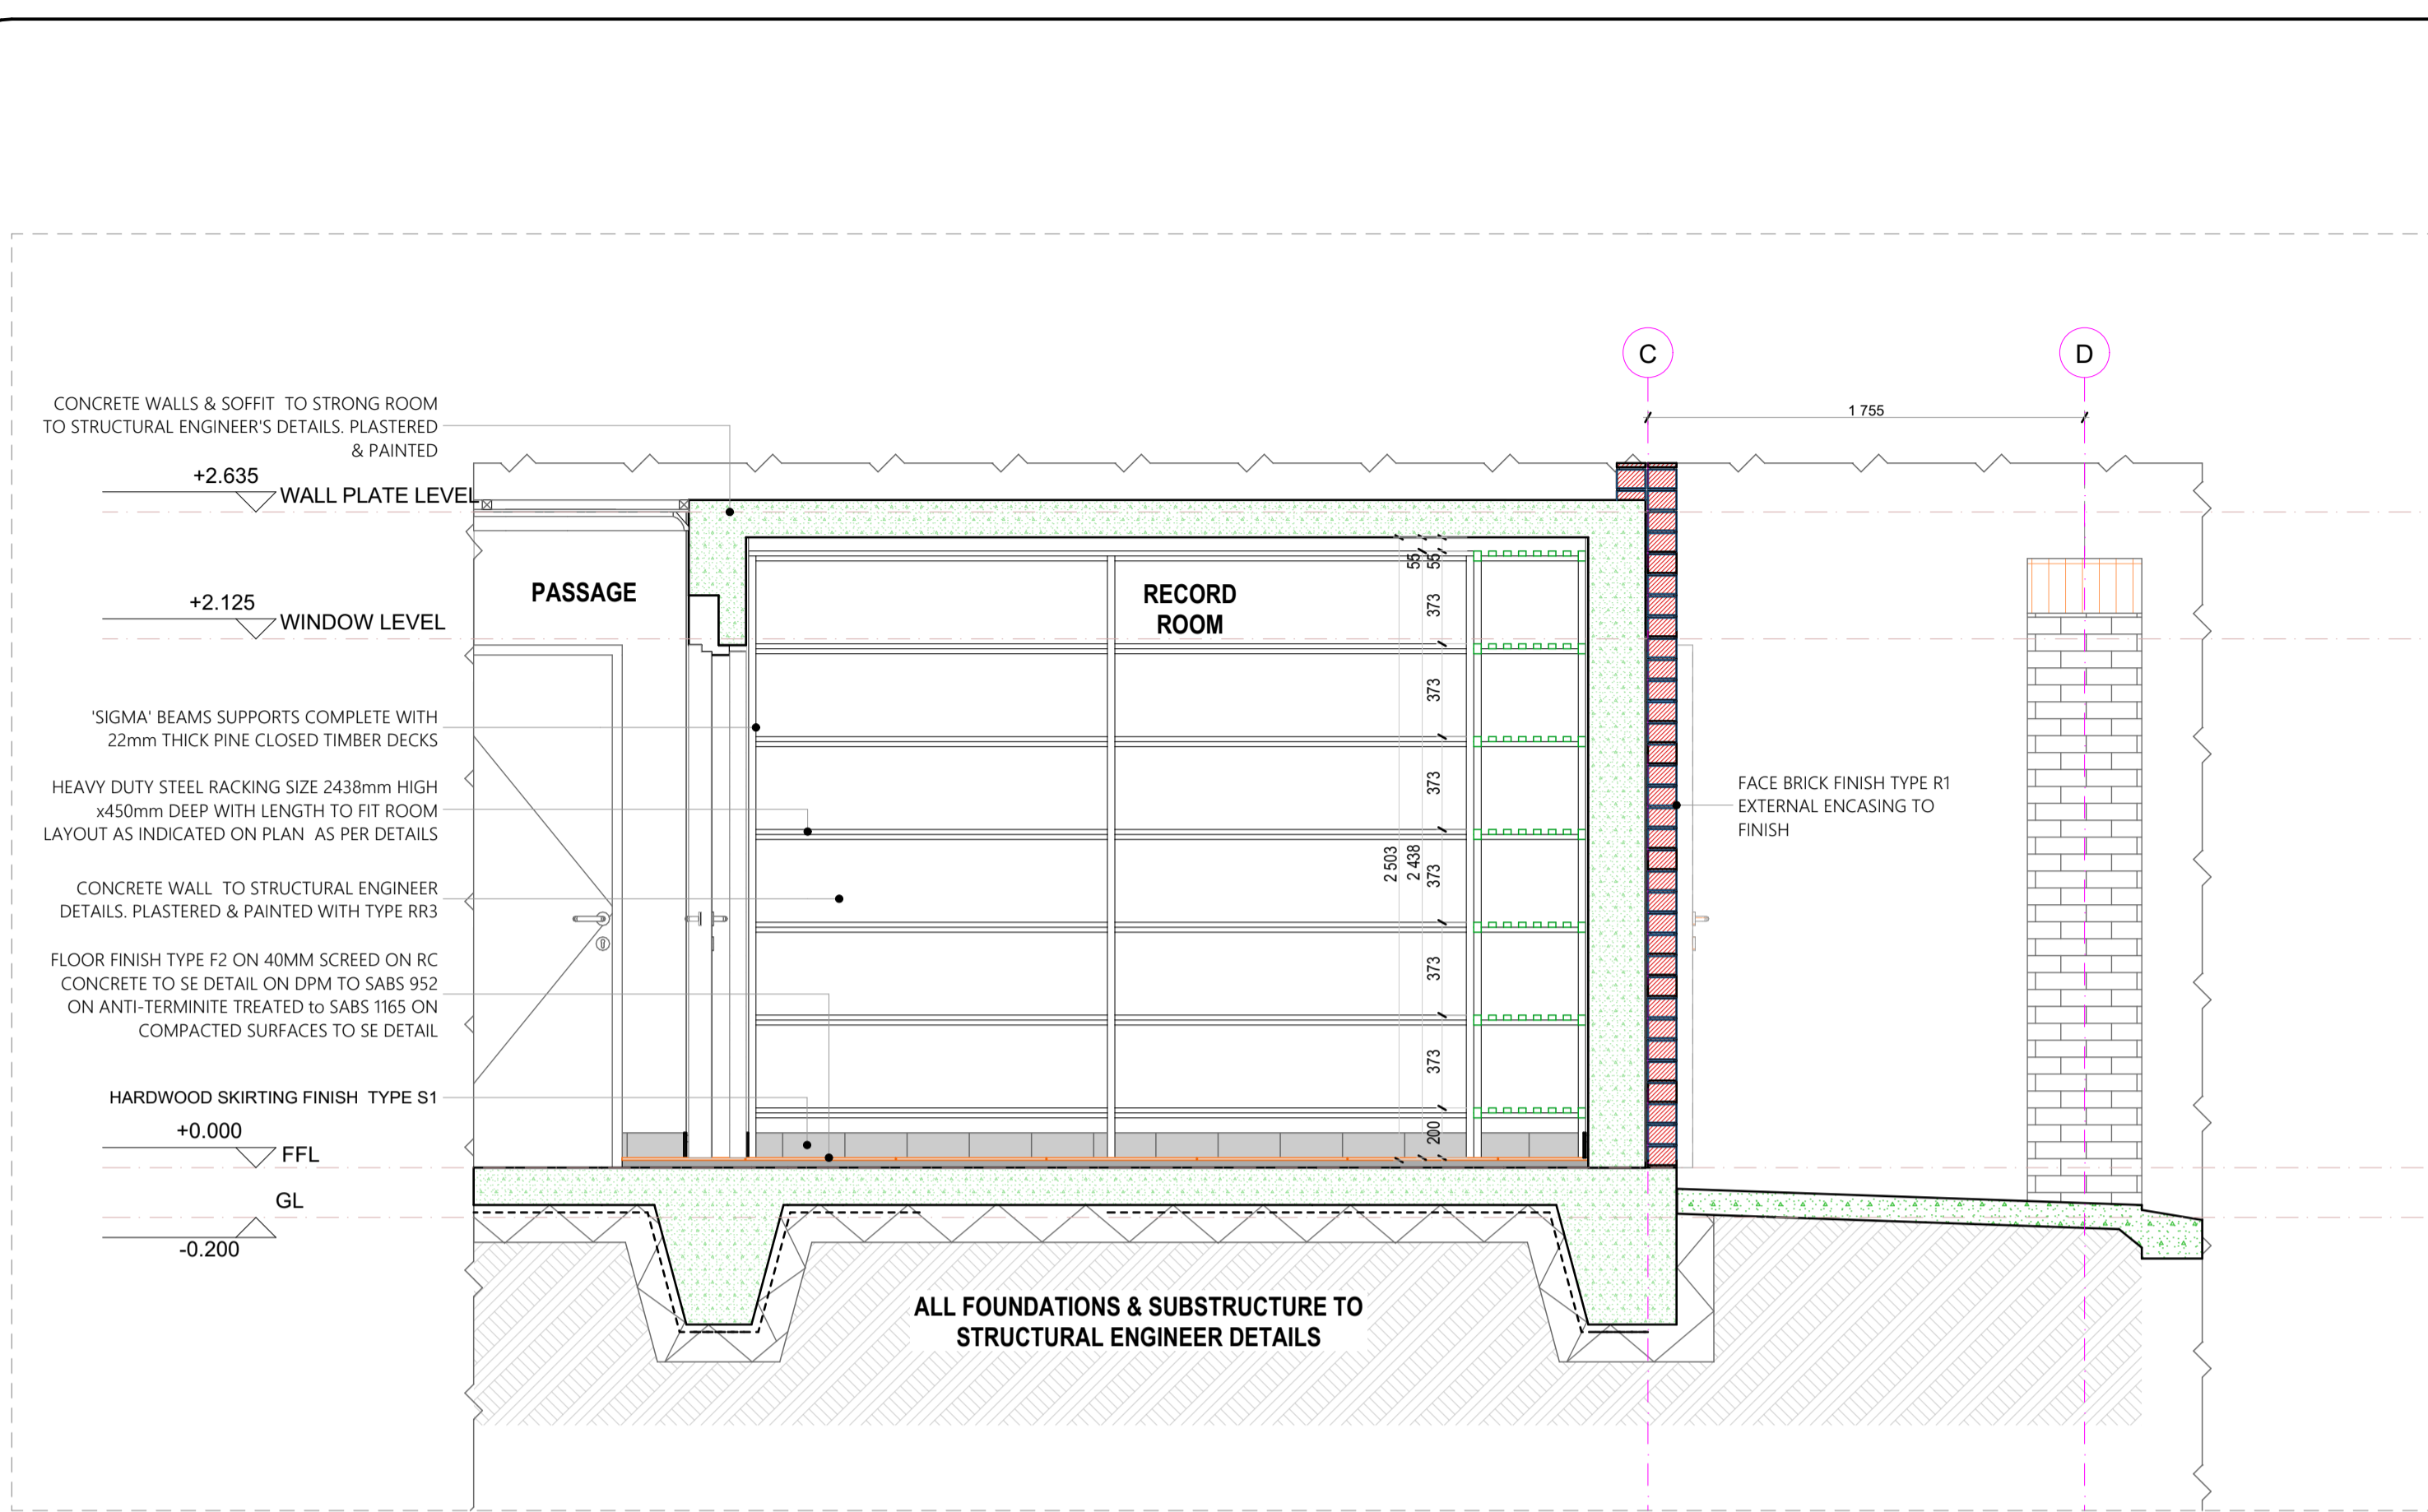 C
D
1 755
CONCRETE WALLS & SOFFIT TO STRONG ROOM
TO STRUCTURAL ENGINEER'S DETAILS. PLASTERED
& PAINTED
+2.635
WALL PLATE LEVEL
+2.125
WINDOW LEVEL
'SIGMA' BEAMS SUPPORTS COMPLETE WITH
22mm THICK PINE CLOSED TIMBER DECKS
HEAVY DUTY STEEL RACKING SIZE 2438mm HIGH
x450mm DEEP WITH LENGTH TO FIT ROOM
LAYOUT AS INDICATED ON PLAN AS PER DETAILS
CONCRETE WALL TO STRUCTURAL ENGINEER
DETAILS. PLASTERED & PAINTED WITH TYPE RR3
FLOOR FINISH TYPE F2 ON 40MM SCREED ON RC
CONCRETE TO SE DETAIL ON DPM TO SABS 952
ON ANTI-TERMINITE TREATED to SABS 1165 ON
COMPACTED SURFACES TO SE DETAIL
HARDWOOD SKIRTING FINISH TYPE S1
+0.000
FFL
GL
-0.200
PASSAGE
RECORD
ROOM
55
55
373
373
373
2 503
2 438
373
373
373
200
FACE BRICK FINISH TYPE R1
EXTERNAL ENCASING TO
FINISH
ALL FOUNDATIONS & SUBSTRUCTURE TO
STRUCTURAL ENGINEER DETAILS